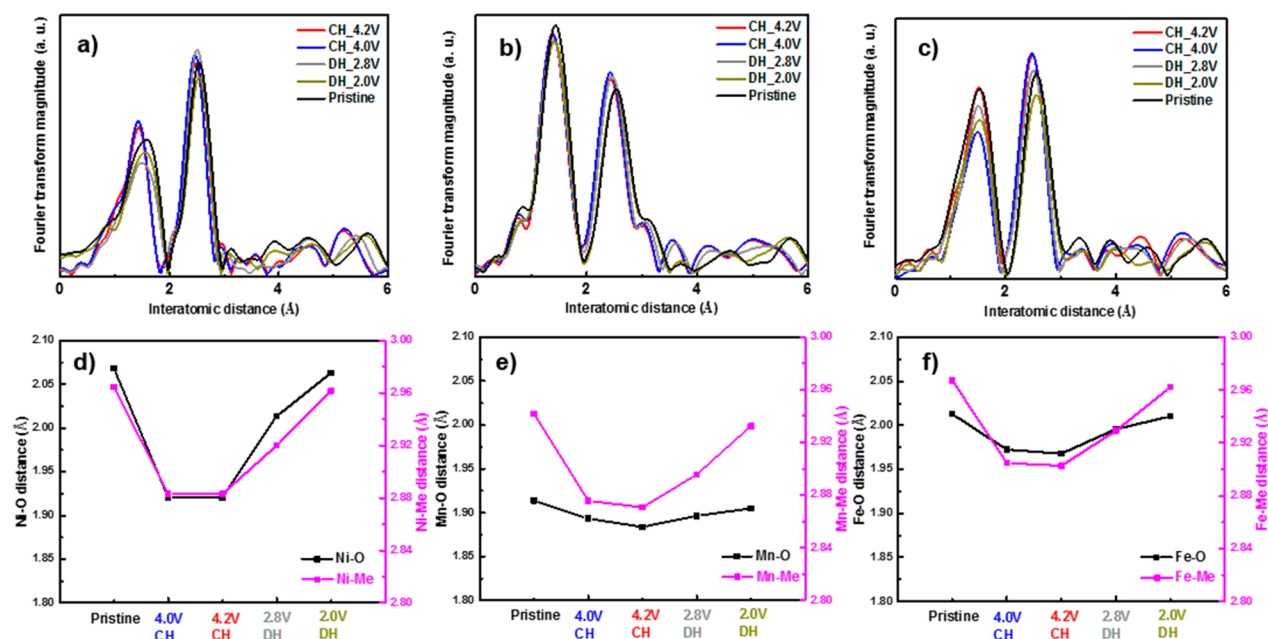 a)
CH_4.2V
CH_4.0V
DH_2.8V
DH_2.0V
Pristine
Fourier transform magnitude (a. u.)
0 2 4 6
Interatomic distance (Å)
b)
CH_4.2V
CH_4.0V
DH_2.8V
DH_2.0V
Pristine
Fourier transform magnitude (a. u.)
0 2 4 6
Interatomic distance (Å)
c)
CH_4.2V
CH_4.0V
DH_2.8V
DH_2.0V
Pristine
Fourier transform magnitude (a. u.)
0 2 4 6
Interatomic distance (Å)
d)
Ni-O distance (Å)
2.10
2.05
2.00
1.95
1.90
1.85
1.80
Ni-O
Ni-Me
3.00
2.96
2.92
2.88
2.84
2.80
Ni-Me distance (Å)
Pristine 4.0V 4.2V 2.8V 2.0V
CH CH DH DH
e)
Mn-O distance (Å)
2.10
2.05
2.00
1.95
1.90
1.85
1.80
Mn-O
Mn-Me
3.00
2.96
2.92
2.88
2.84
2.80
Mn-Me distance (Å)
Pristine 4.0V 4.2V 2.8V 2.0V
CH CH DH DH
f)
Fe-O distance (Å)
2.10
2.05
2.00
1.95
1.90
1.85
1.80
Fe-O
Fe-Me
3.00
2.96
2.92
2.88
2.84
2.80
Fe-Me distance (Å)
Pristine 4.0V 4.2V 2.8V 2.0V
CH CH DH DH